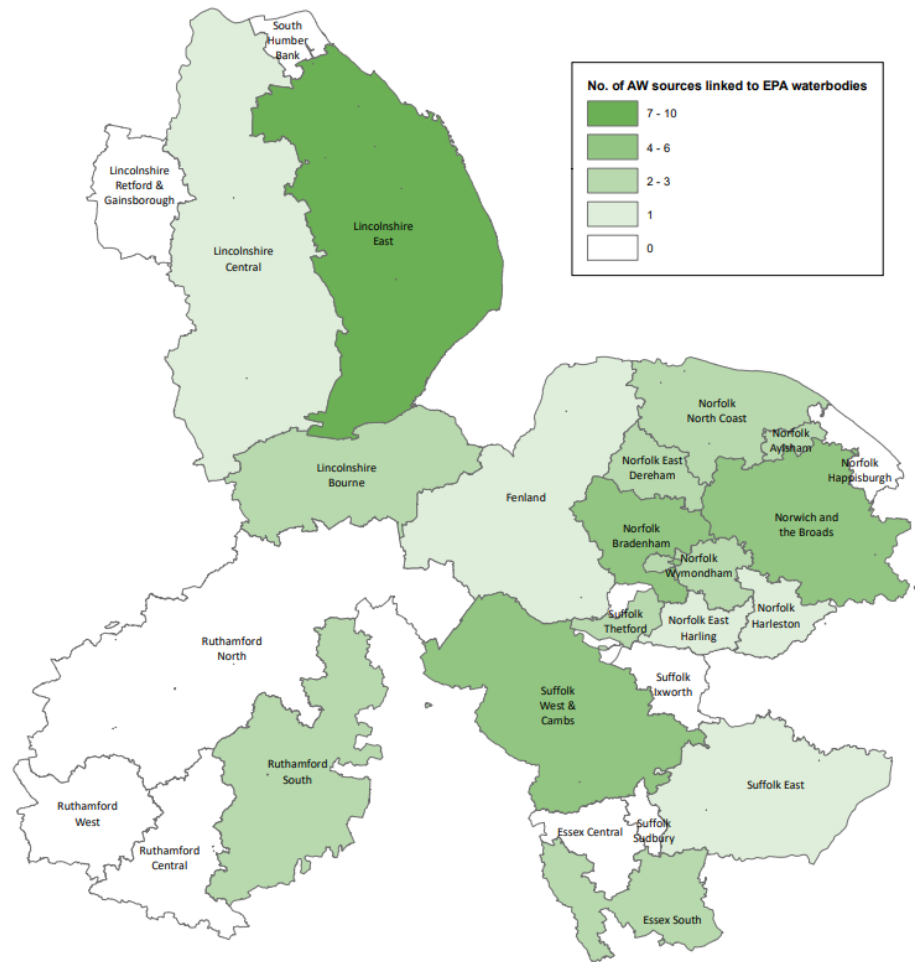 South
Humber
Bank
No. of AW sources linked to EPA waterbodies
7 - 10
4 - 6
2 - 3
1
0
Lincolnshire
Retford &
Gainsborough
Lincolnshire
Central
Lincolnshire
East
Norfolk
North Coast
Norfolk
Aylsham
Norfolk
Happisburgh
Norfolk East
Dereham
Lincolnshire
Bourne
Fenland
Norfolk
Bradenham
Norwich and
the Broads
Norfolk
Wymondham
Suffolk
Thetford
Norfolk East
Harling
Norfolk
Harleston
Ruthamford
North
Suffolk
West &
Cambs
Suffolk
Ixworth
Ruthamford
South
Suffolk East
Ruthamford
West
Ruthamford
Central
Essex Central
Suffolk
Sudbury
Essex South